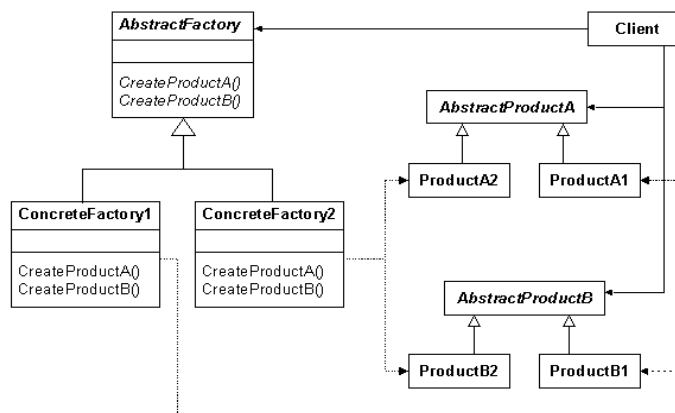 AbstractFactory
CreateProductA()
CreateProductB()
Client
AbstractProductA
ProductA2
ProductA1
ConcreteFactory1
CreateProductA()
CreateProductB()
ConcreteFactory2
CreateProductA()
CreateProductB()
AbstractProductB
ProductB2
ProductB1